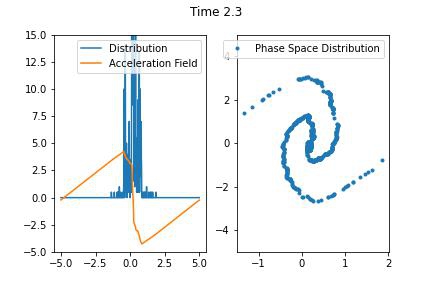 Time 2.3
15.0
12.5
10.0
7.5
5.0
2.5
0.0
−2.5
−5.0
−5.0 −2.5 0.0 2.5 5.0
Distribution
Acceleration Field
4
2
0
−2
−4
−1 0 1 2
Phase Space Distribution